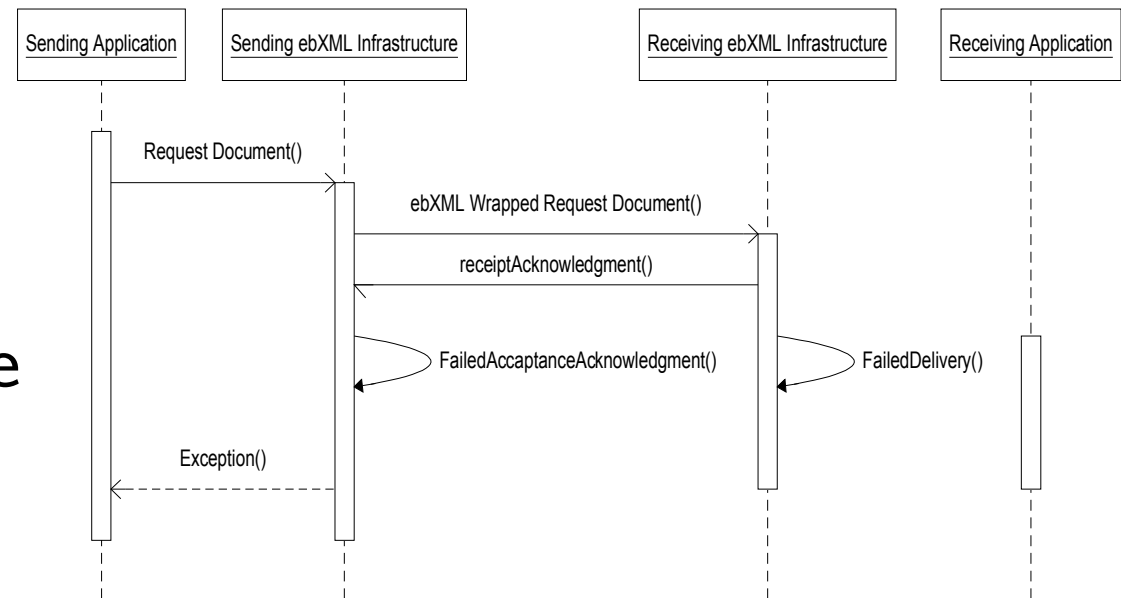 Sending Application
Sending ebXML Infrastructure
Receiving ebXML Infrastructure
Receiving Application
Request Document()
ebXML Wrapped Request Document()
receiptAcknowledgment()
FailedAccaptanceAcknowledgment()
FailedDelivery()
e
Exception()